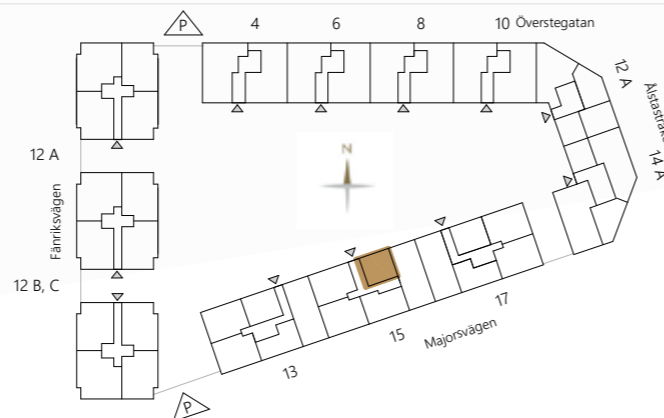 P
4
6
8
10
Överstegatan
12 A
14 A
N
12 A
Fänriksvägen
12 B, C
17
15
Majorsvägen
13
P